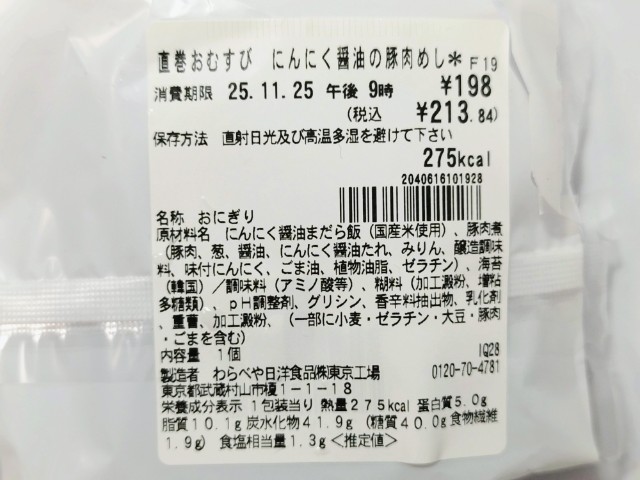 直巻おむすび にんにく醤油の豚肉めし* F19
消費期限 25.11.25 午後 9時 ¥198
(税込 ¥213.84)
保存方法 直射日光及び高温多湿を避けて下さい
275kcal
2040616101928
名称 おにぎり
原材料名 にんにく醤油まだら飯(国産米使用)、豚肉煮
(豚肉、葱、醤油、にんにく醤油たれ、みりん、醸造調味
料、味付にんにく、ごま油、植物油脂、ゼラチン)、海苔
(韓国)/調味料(アミノ酸等)、糊料(加工澱粉、増粘
多糖類)、pH調整剤、グリシン、香辛料抽出物、乳化剤
、重曹、加工澱粉、(一部に小麦・ゼラチン・大豆・豚肉
・ごまを含む)
内容量 1個 IQ28
製造者 わらべや日洋食品㈱東京工場 0120-70-4781
東京都武蔵村山市榎1-1-18
栄養成分表示 1包装当り 熱量275kcal 蛋白質5.0g
脂質10.1g 炭水化物41.9g (糖質40.0g 食物繊維
1.9g) 食塩相当量1.3g <推定値>